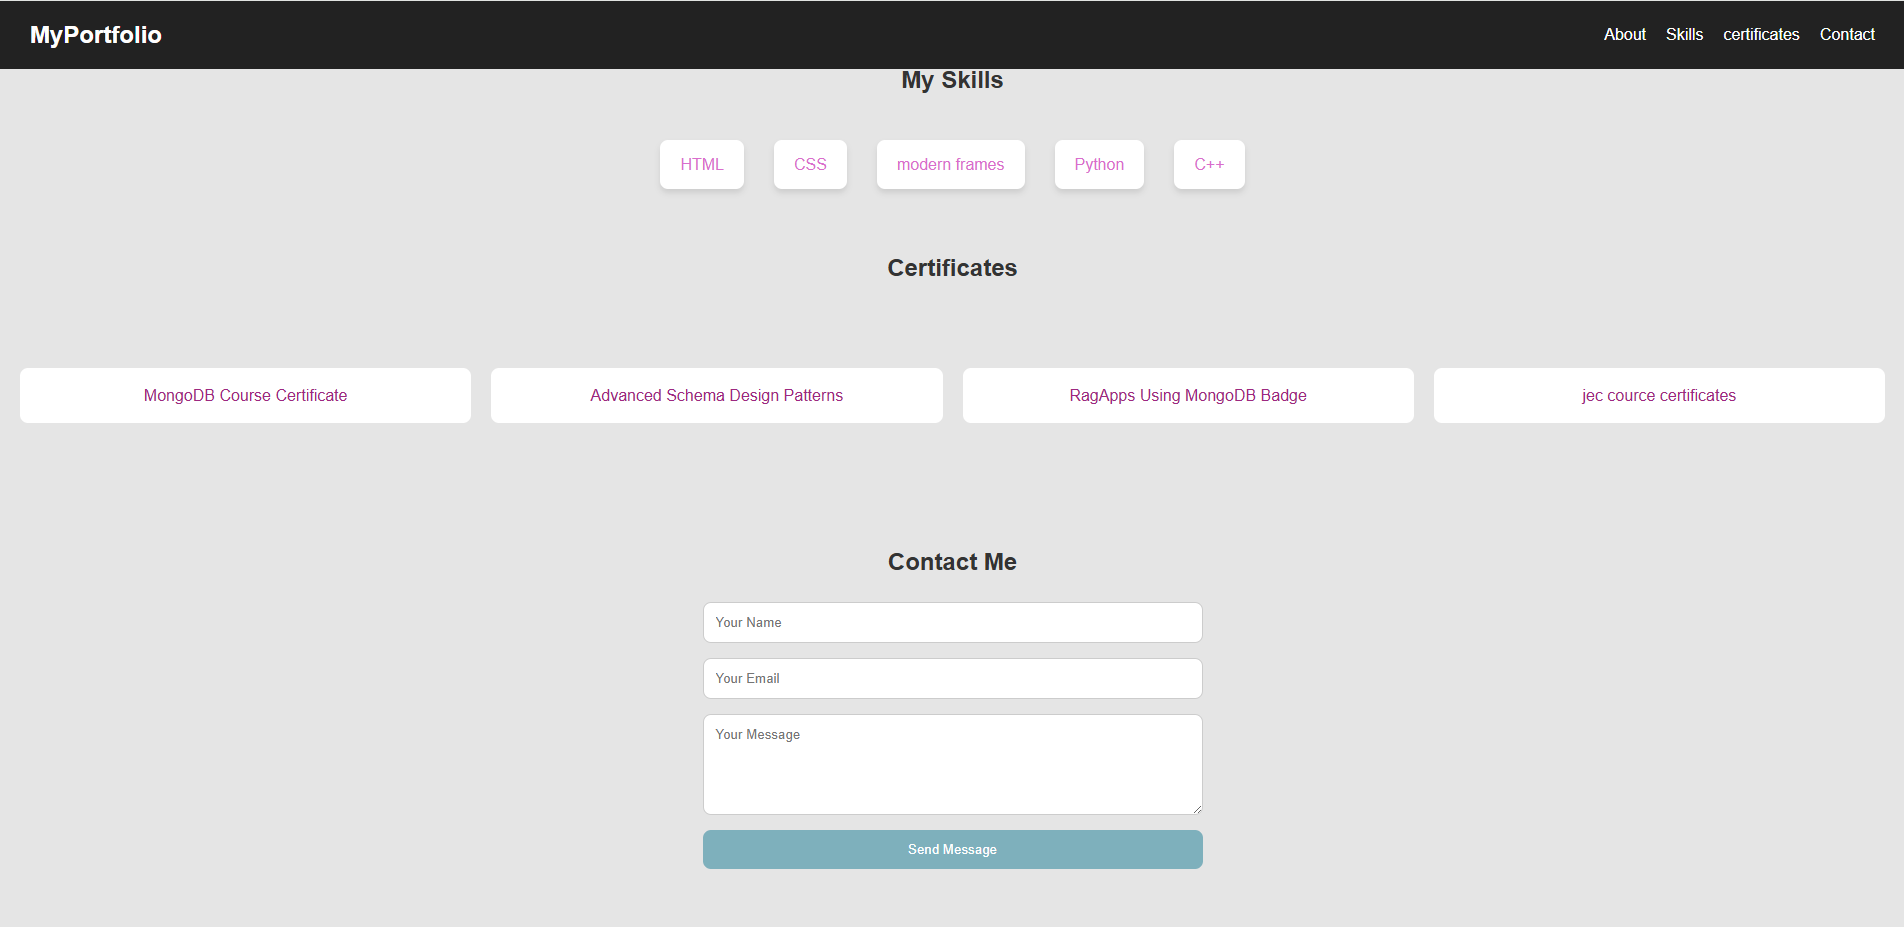 MyPortfolio
About Skills certificates Contact
My Skills
HTML CSS modern frames Python C++
Certificates
MongoDB Course Certificate Advanced Schema Design Patterns RagApps Using MongoDB Badge jec cource certificates
Contact Me
Your Name
Your Email
Your Message
Send Message